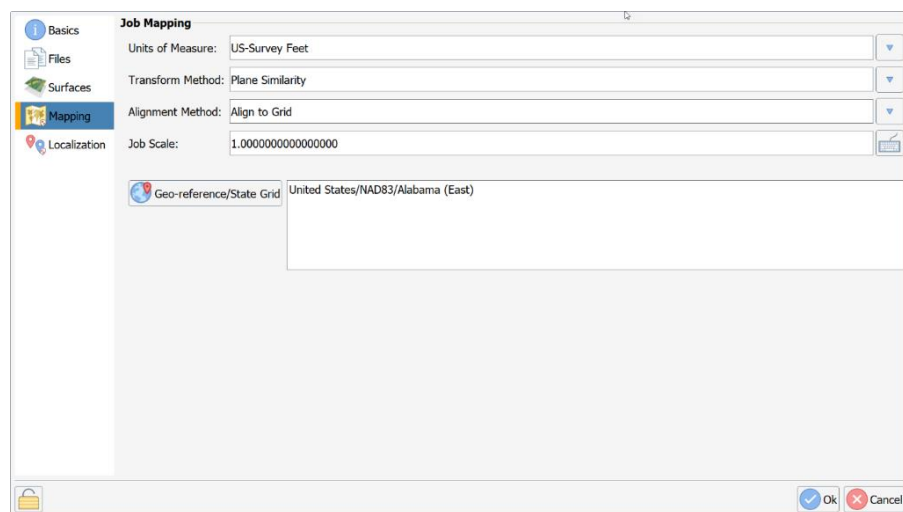 Basics
Files
Surfaces
Mapping
Localization
Job Mapping
Units of Measure: US-Survey Feet
Transform Method: Plane Similarity
Alignment Method: Align to Grid
Job Scale: 1.0000000000000000
Geo-reference/State Grid United States/NAD83/Alabama (East)
Ok Cancel